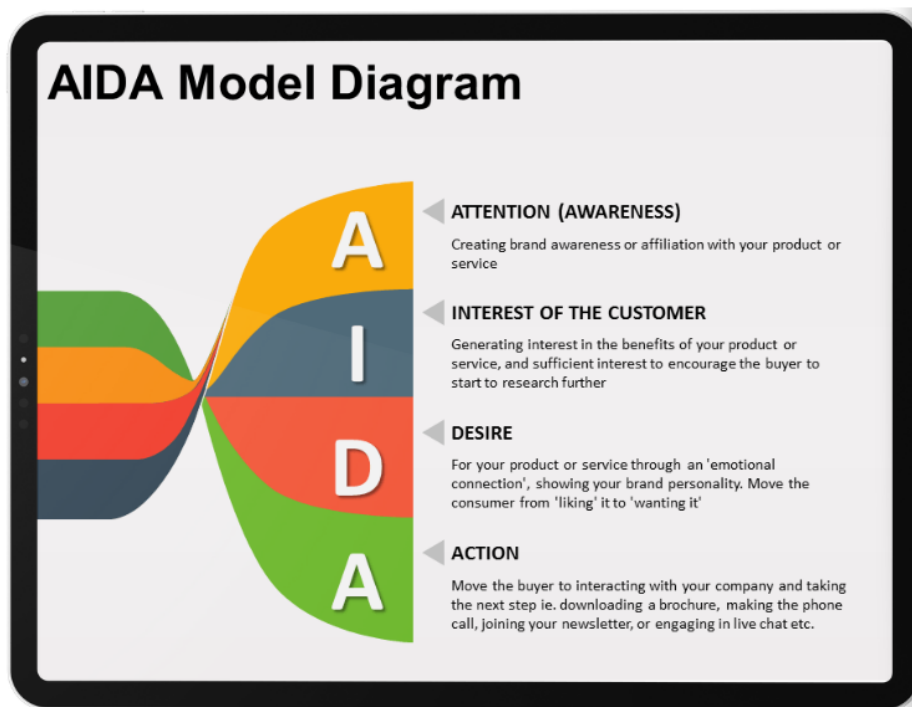 AIDA Model Diagram
A
ATTENTION (AWARENESS)
Creating brand awareness or affiliation with your product or
service
I
INTEREST OF THE CUSTOMER
Generating interest in the benefits of your product or
service, and sufficient interest to encourage the buyer to
start to research further
D
DESIRE
For your product or service through an 'emotional
connection', showing your brand personality. Move the
consumer from 'liking' it to 'wanting it'
A
ACTION
Move the buyer to interacting with your company and taking
the next step ie. downloading a brochure, making the phone
call, joining your newsletter, or engaging in live chat etc.